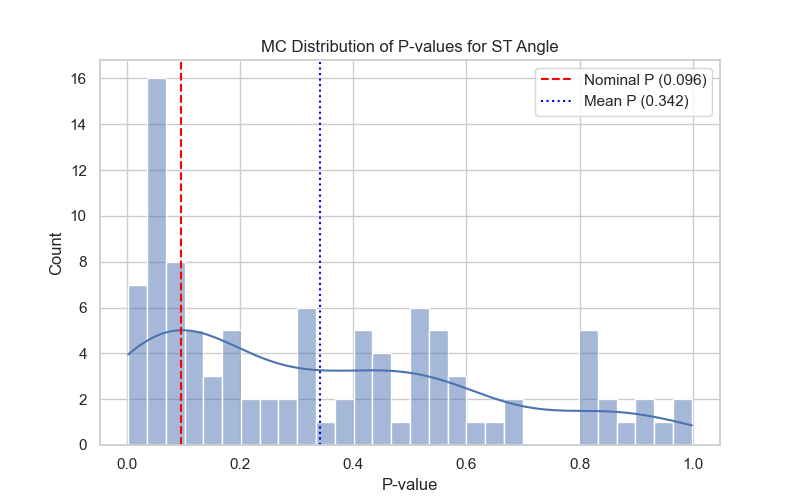 MC Distribution of P-values for ST Angle
Nominal P (0.096)
Mean P (0.342)
Count
16
14
12
10
8
6
4
2
0
0.0 0.2 0.4 0.6 0.8 1.0
P-value